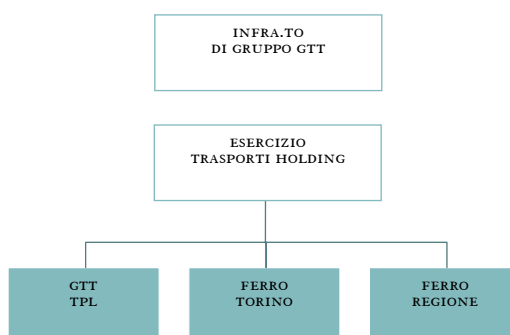 INFRA.TO
DI GRUPPO GTT
ESERCIZIO
TRASPORTI HOLDING
GTT
TPL
FERRO
TORINO
FERRO
REGIONE